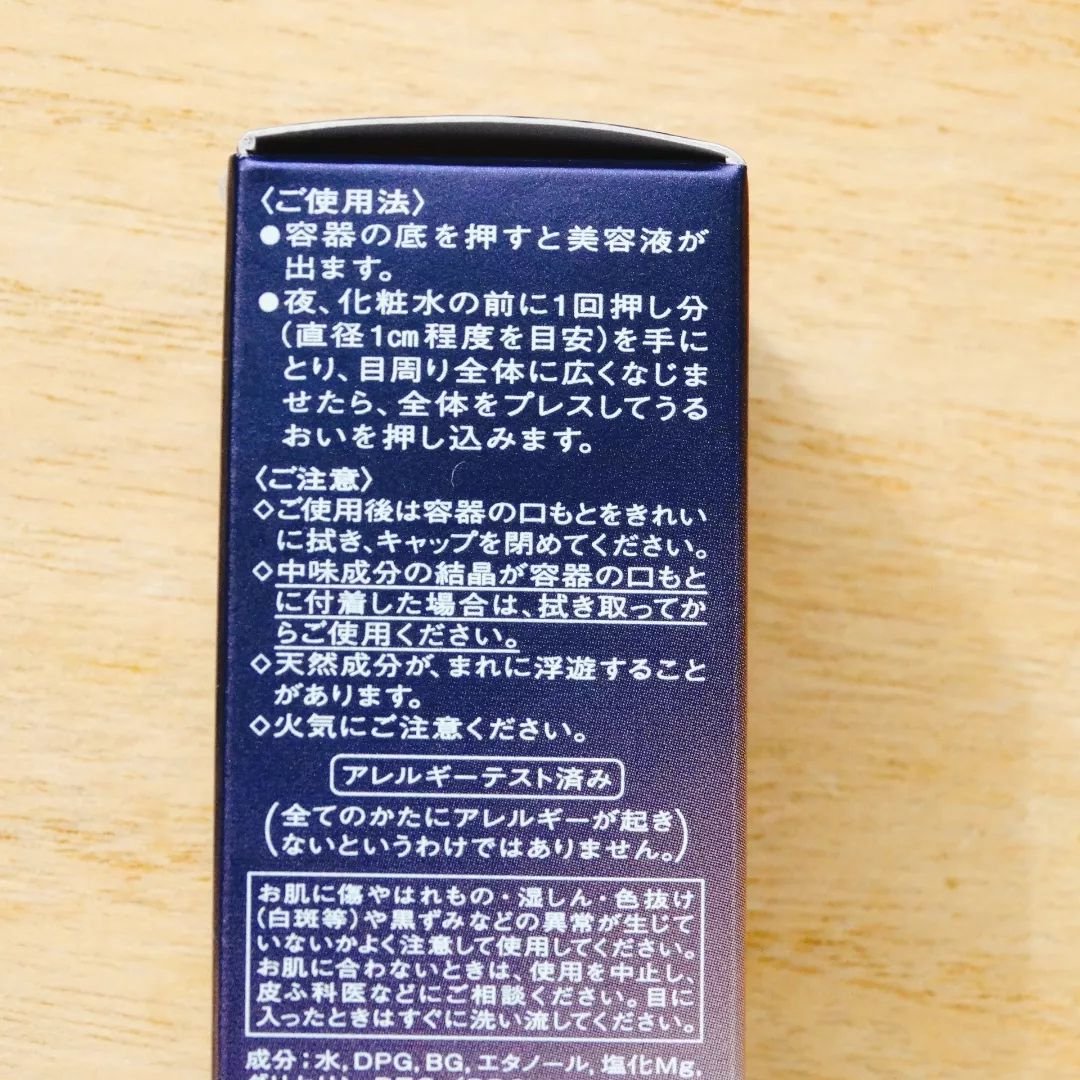 〈ご使用法〉
●容器の底を押すと美容液が
出ます。
●夜、化粧水の前に1回押し分
(直径1㎝程度を目安)を手に
とり、目周り全体に広くなじま
せたら、全体をプレスしてうる
おいを押し込みます。
〈ご注意〉
◇ご使用後は容器の口もとをきれい
に拭き、キャップを閉めてください。
◇中味成分の結晶が容器の口もと
に付着した場合は、拭き取ってか
らご使用ください。
◇天然成分が、まれに浮遊すること
があります。
◇火気にご注意ください。
アレルギーテスト済み
(全てのかたにアレルギーが起き
ないというわけではありません。)
お肌に傷やはれもの・湿しん・色抜け
(白斑等)や黒ずみなどの異常が生じて
いないかよく注意して使用してください。
お肌に合わないときは、使用を中止し、
皮ふ科医などにご相談ください。目に
入ったときはすぐに洗い流してください。
成分：水,DPG,BG,エタノール,塩化Mg,